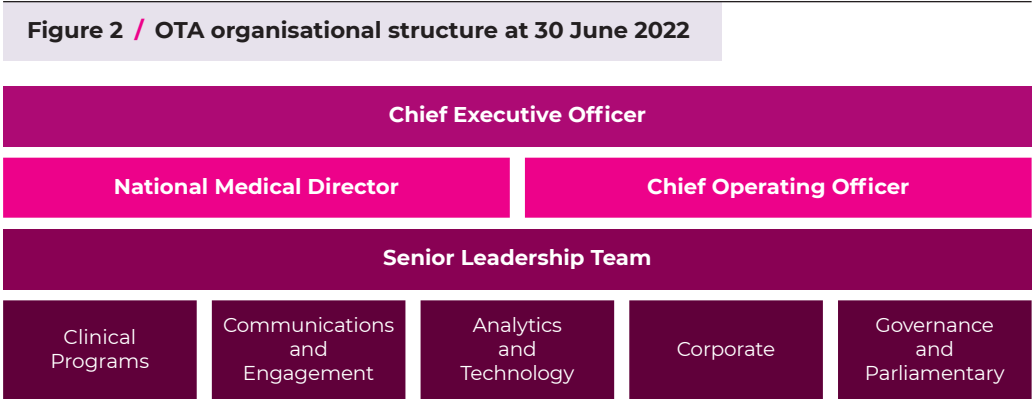 Figure 2 / OTA organisational structure at 30 June 2022
Chief Executive Officer
National Medical Director
Chief Operating Officer
Senior Leadership Team
Clinical
Programs
Communications
and
Engagement
Analytics
and
Technology
Corporate
Governance
and
Parliamentary